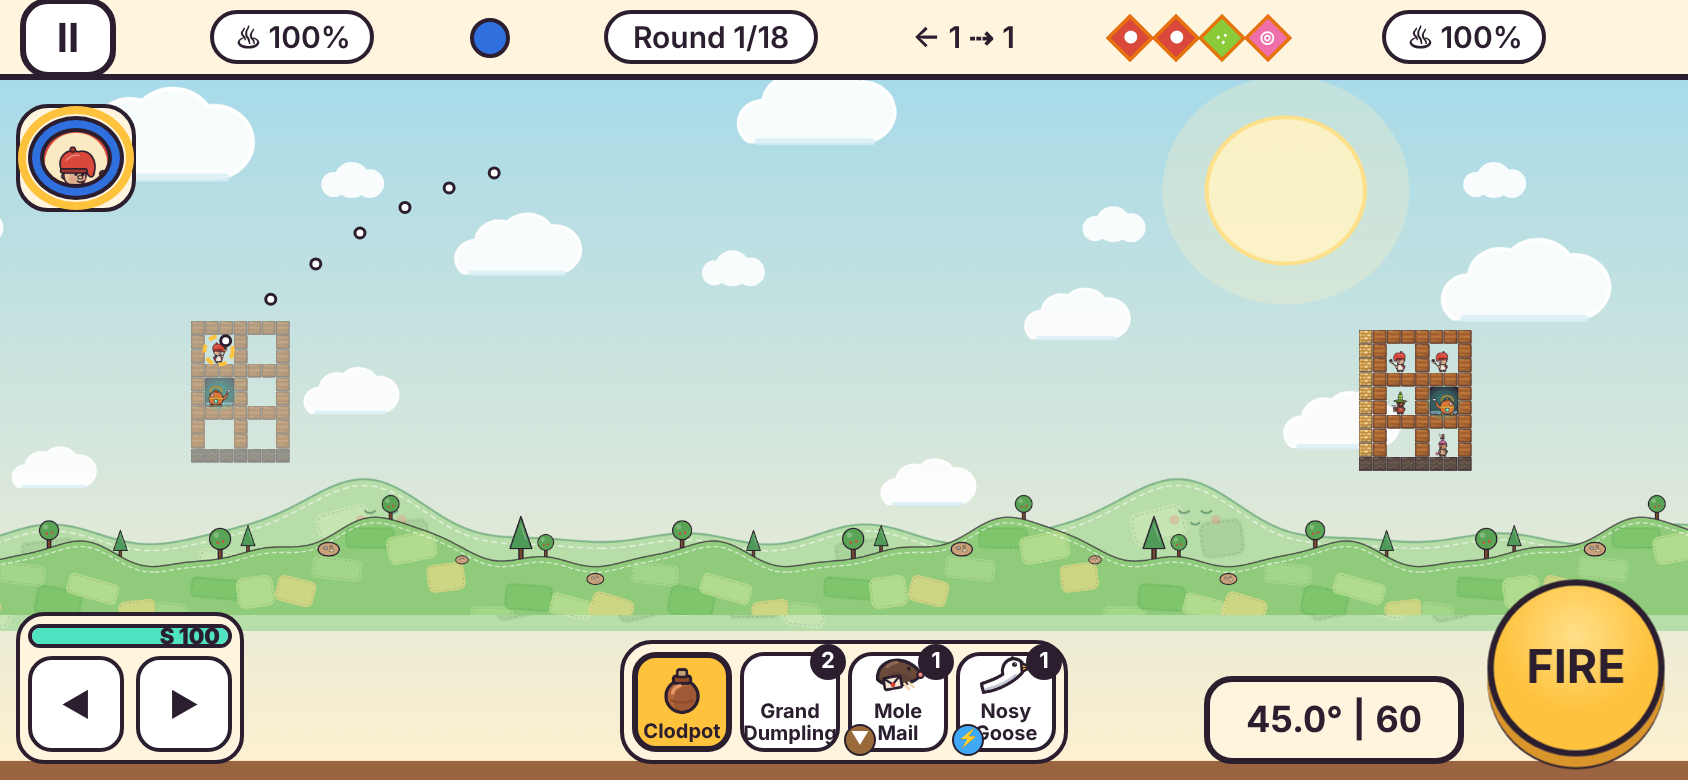 100%
Round 1/18
← 1 ⇢ 1
100%
S 100
Clodpot
2
Grand
Dumpling
1
Mole
Mail
1
Nosy
Goose
45.0° | 60
FIRE